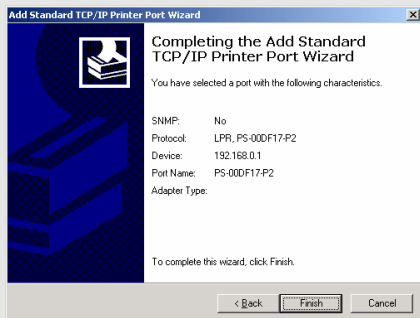 Add Standard TCP/IP Printer Port Wizard
Completing the Add Standard
TCP/IP Printer Port Wizard
You have selected a port with the following characteristics.
SNMP: No
Protocol: LPR, PS-00DF17-P2
Device: 192.168.0.1
Port Name: PS-00DF17-P2
Adapter Type:
To complete this wizard, click Finish.
< Back Finish Cancel